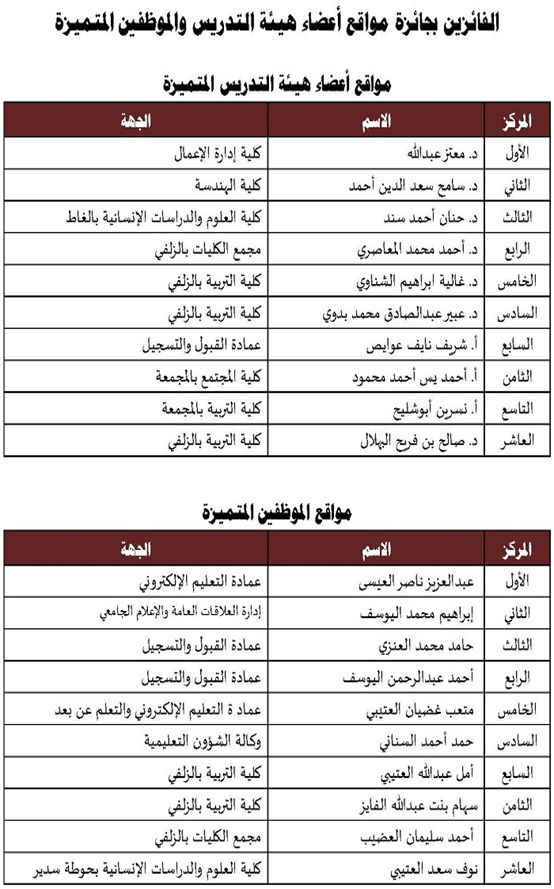 الفائزين بجائزة مواقع أعضاء هيئة التدريس والموظفين المتميزة
مواقع أعضاء هيئة التدريس المتميزة
المركز الاسم الجهة
الأول د. معتز عبدالله كلية إدارة الإعمال
الثاني د. سامح سعد الدين أحمد كلية الهندسة
الثالث د. حنان أحمد سند كلية العلوم والدراسات الإنسانية بالغاط
الرابع د. أحمد محمد المعاصري مجمع الكليات بالزلفي
الخامس د. غالية ابراهيم الشناوي كلية التربية بالزلفي
السادس د. عبير عبدالصادق محمد بدوي كلية التربية بالزلفي
السابع أ. شريف نايف عوايص عمادة القبول والتسجيل
الثامن أ. أحمد يس أحمد محمود كلية المجتمع بالمجمعة
التاسع أ. نسرين أبوشليح كلية التربية بالمجمعة
العاشر د. صالح بن فريح البهلال كلية التربية بالزلفي
مواقع الموظفين المتميزة
المركز الاسم الجهة
الأول عبدالعزيز ناصر العيسى عمادة التعليم الإلكتروني
الثاني إبراهيم محمد اليوسف إدارة العلاقات العامة والإعلام الجامعي
الثالث حامد محمد العنزي عمادة القبول والتسجيل
الرابع أحمد عبدالرحمن اليوسف عمادة القبول والتسجيل
الخامس متعب غضيان العتيبي عماد ة التعليم الإلكتروني والتعلم عن بعد
السادس حمد أحمد السناني وكالة الشؤون التعليمية
السابع أمل عبدالله العتيبي كلية التربية بالزلفي
الثامن سهام بنت عبدالله الفايز كلية التربية بالزلفي
التاسع أحمد سليمان العضيب مجمع الكليات بالزلفي
العاشر نوف سعد العتيبي كلية العلوم والدراسات الإنسانية بحوطة سدير